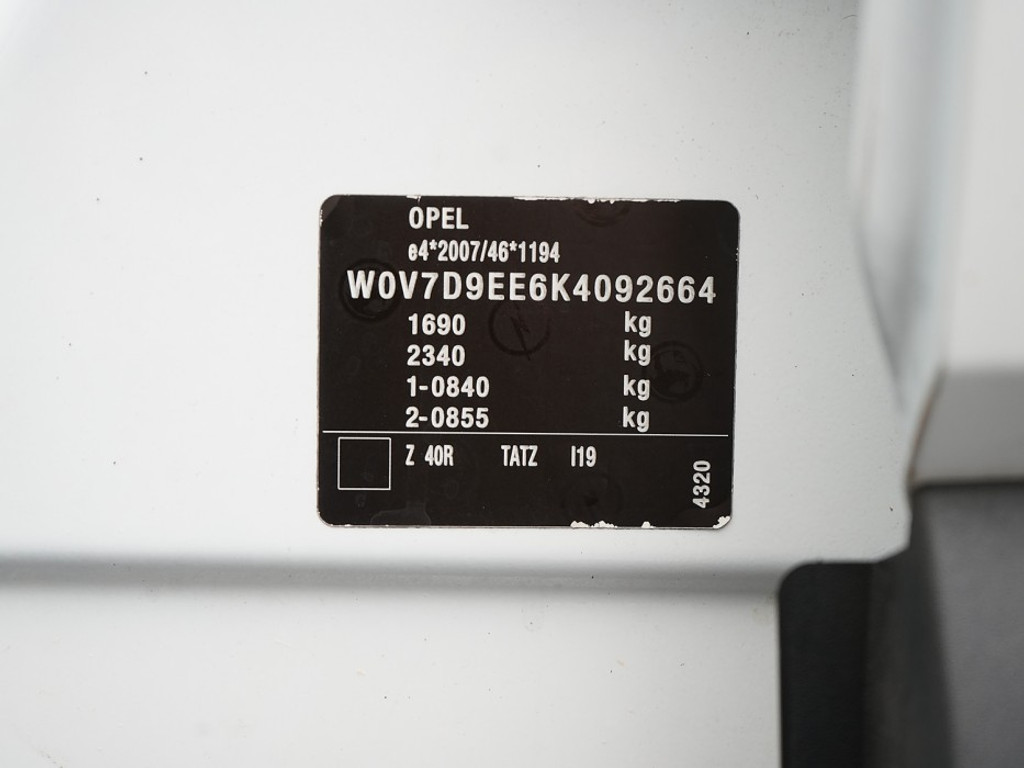 OPEL
e4*2007/46*1194
W0V7D9EE6K4092664
1690 kg
2340 kg
1-0840 kg
2-0855 kg
Z 40R TATZ I19
4320